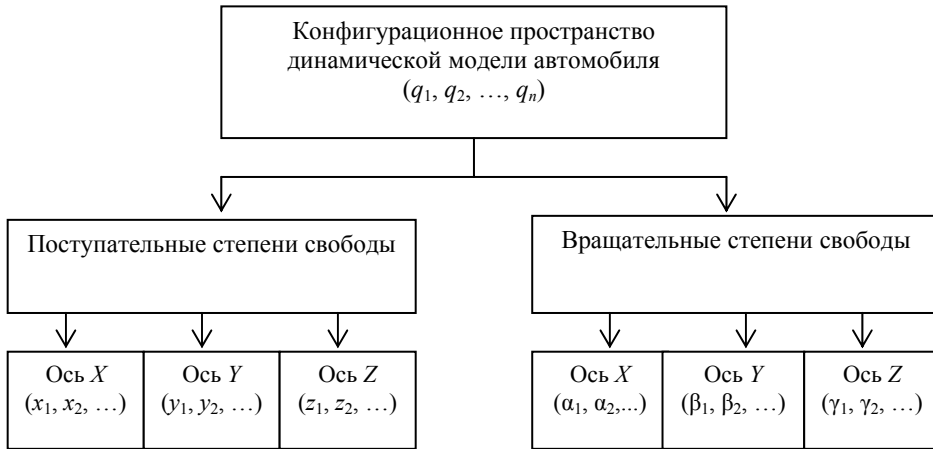 Конфигурационное пространство
динамической модели автомобиля
(q₁, q₂, …, qₙ)
Поступательные степени свободы
Вращательные степени свободы
Ось X
(x₁, x₂, …)
Ось Y
(y₁, y₂, …)
Ось Z
(z₁, z₂, …)
Ось X
(α₁, α₂,...)
Ось Y
(β₁, β₂, …)
Ось Z
(γ₁, γ₂, …)